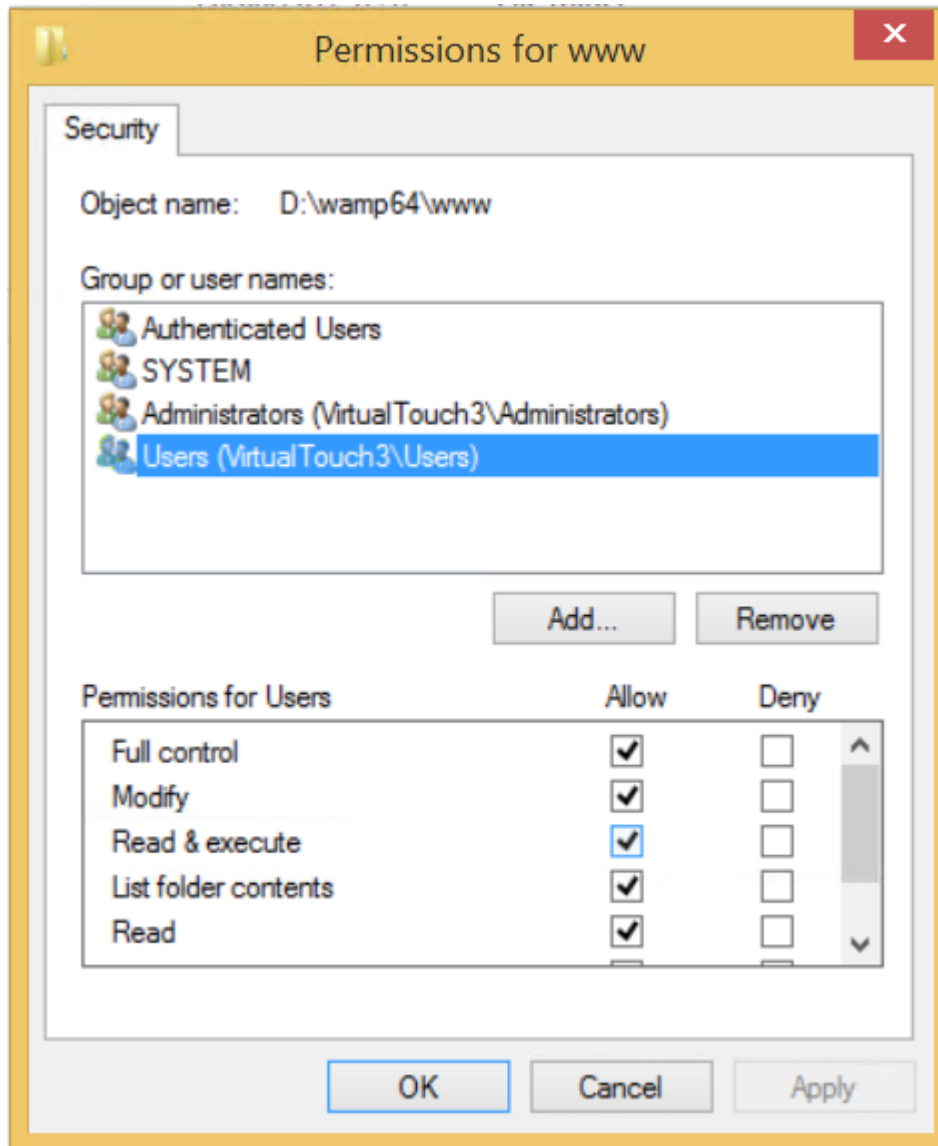 Permissions for www
Security
Object name: D:\wamp64\www
Group or user names:
Authenticated Users
SYSTEM
Administrators (VirtualTouch3\Administrators)
Users (VirtualTouch3\Users)
Add... Remove
Permissions for Users Allow Deny
Full control
Modify
Read & execute
List folder contents
Read
OK Cancel Apply